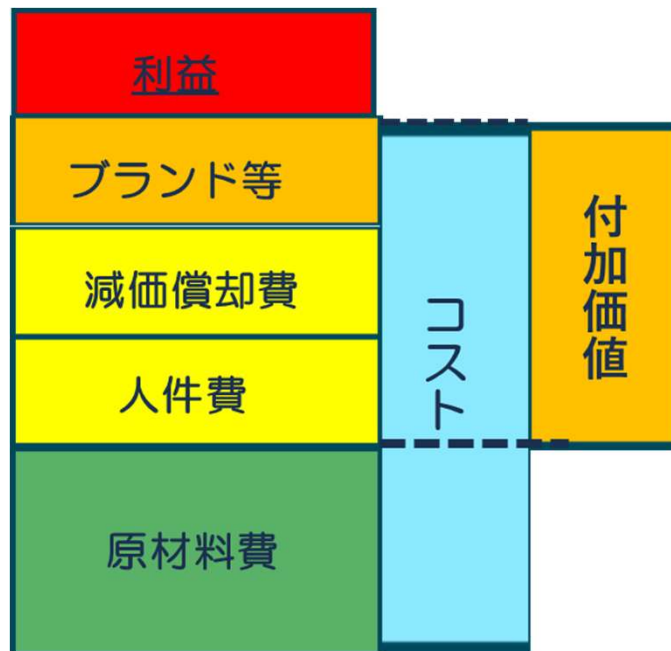 利益
ブランド等
減価償却費
人件費
原材料費
コスト
付加価値